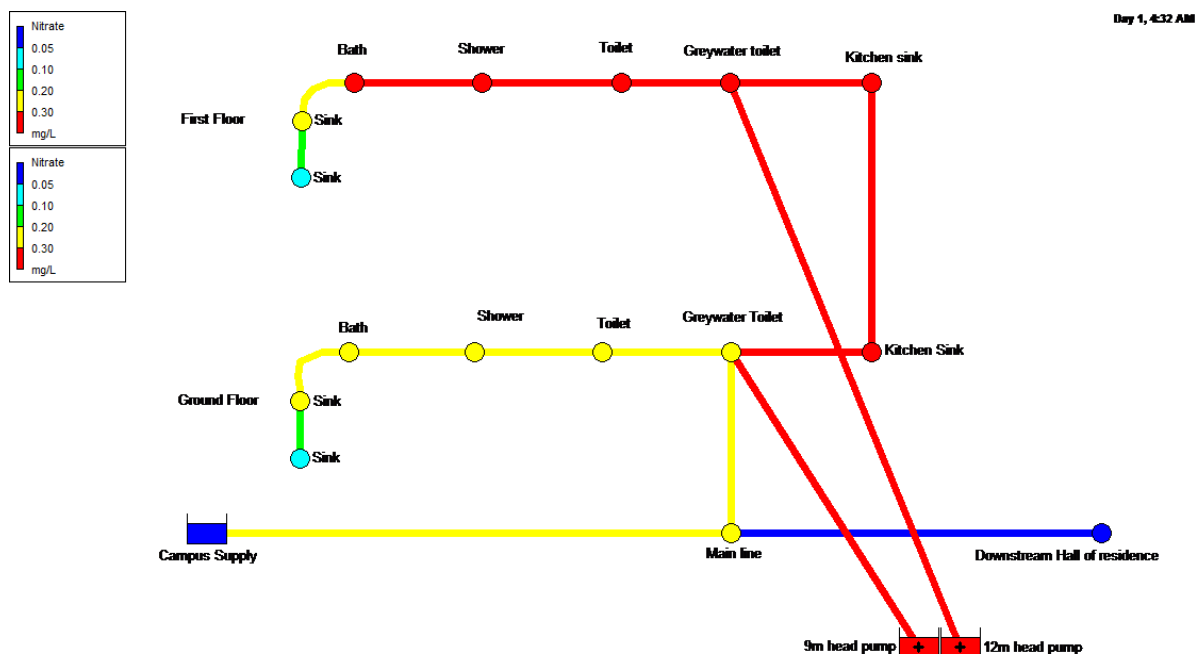 Day 1, 4:32 AM
Nitrate
0.05
0.10
0.20
0.30
mg/L
Nitrate
0.05
0.10
0.20
0.30
mg/L
Bath
Shower
Toilet
Greywater toilet
Kitchen sink
First Floor
Sink
Sink
Bath
Shower
Toilet
Greywater Toilet
Kitchen Sink
Ground Floor
Sink
Sink
Campus Supply
Main line
Downstream Hall of residence
9m head pump
12m head pump